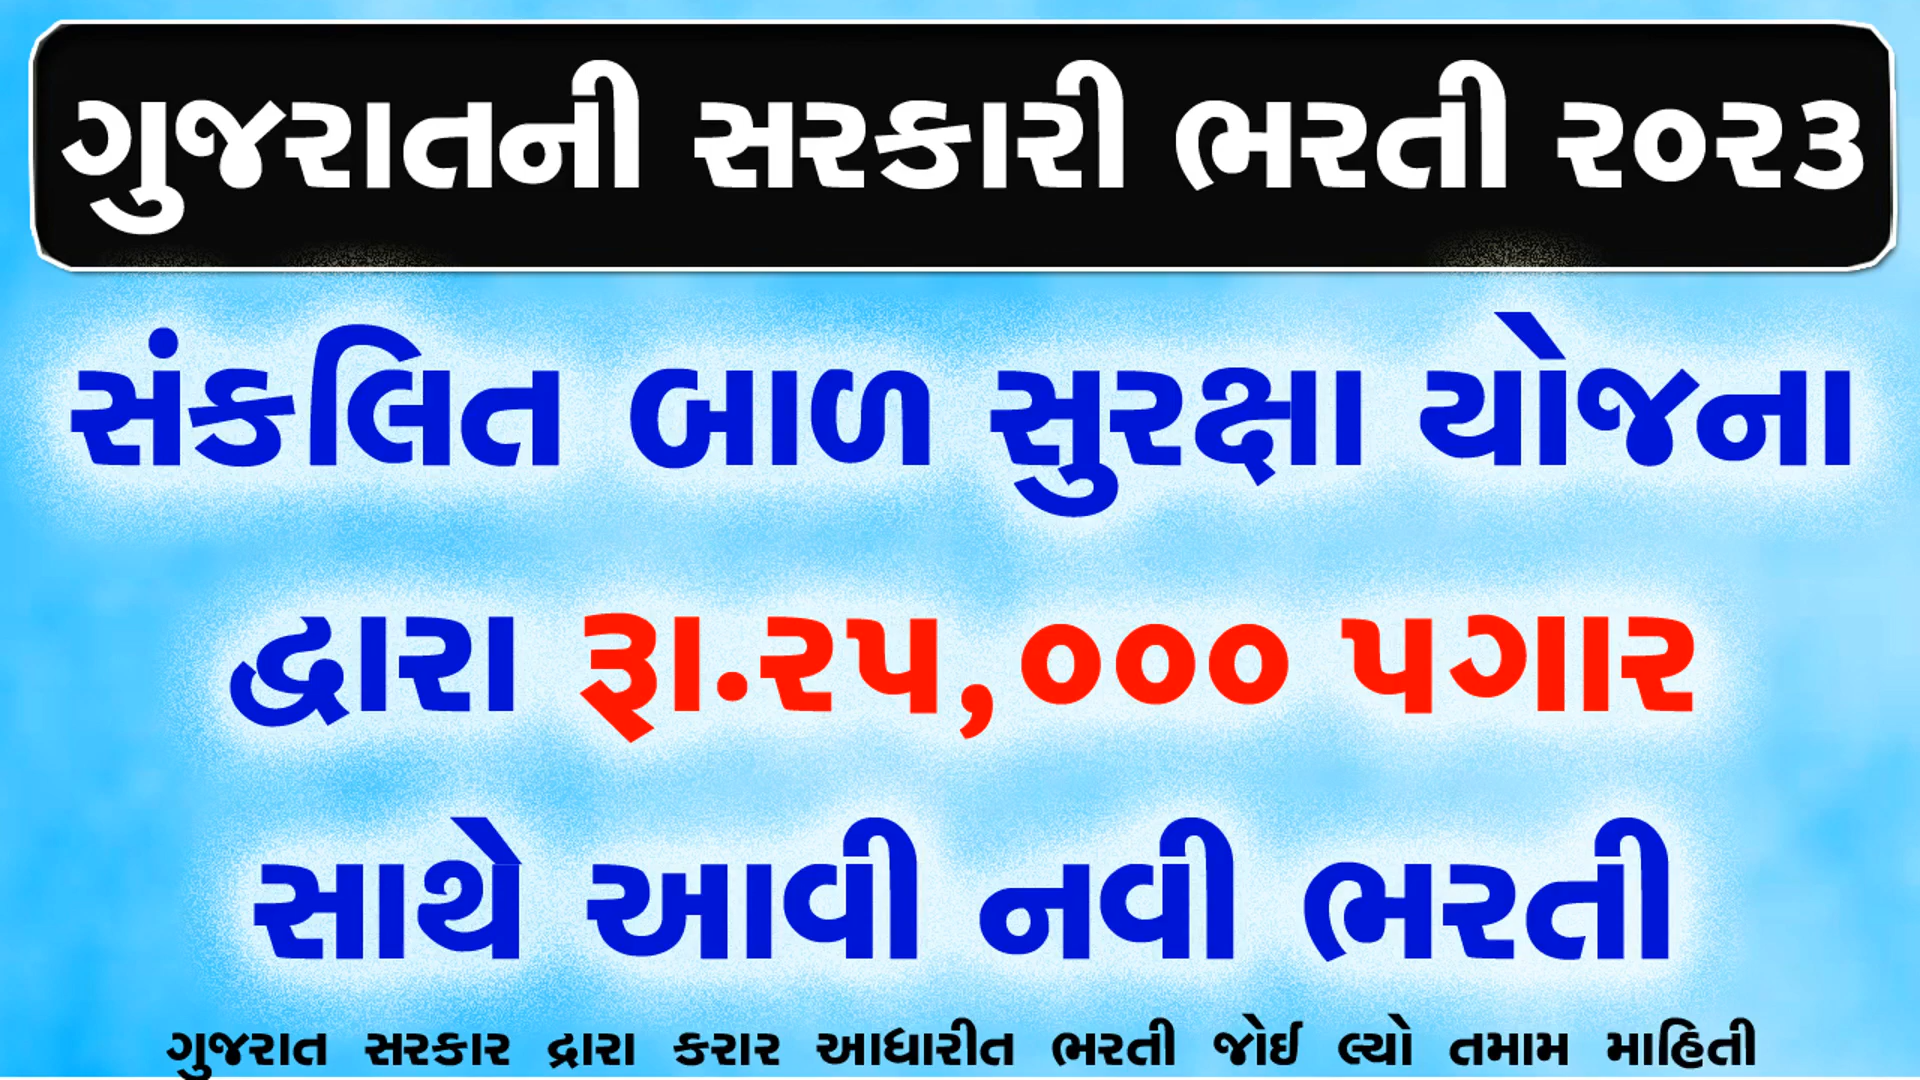 ગુજરાતની સરકારી ભરતી ૨૦૨૩
સંકલિત બાળ સુરક્ષા યોજના
દ્વારા રૂા.૨૫,૦૦૦ પગાર
સાથે આવી નવી ભરતી
ગુજરાત સરકાર દ્રારા કરાર આધારીત ભરતી જોઈ લ્યો તમામ માહિતી